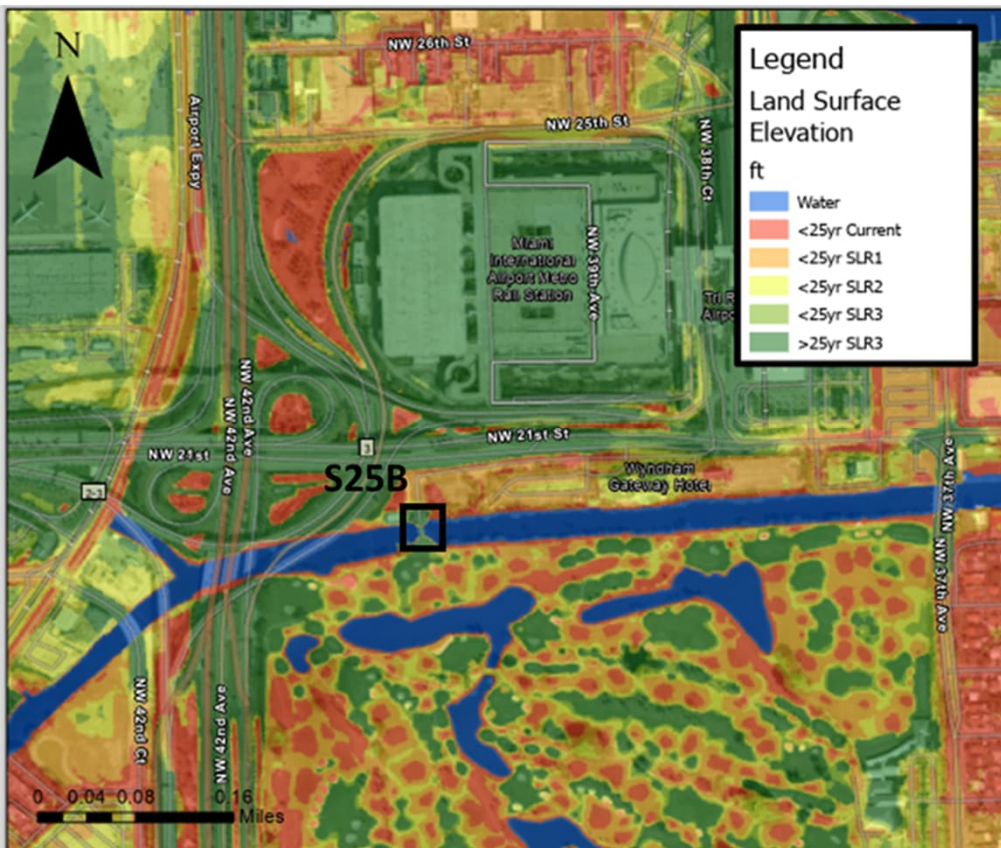 N
NW 26th St
NW 25th St
Airport Expy
NW 38th Ct
Miami
International
Airport Metro
Rail Station
NW 39th Ave
Tri R
Airpo
NW 42nd Ave
NW 42nd Ave
NW 21st St
3
NW 21st
S25B
Wyndham
Gateway Hotel
NW 37th Ave
NW 37th Ave
NW 42nd Ct
NW 42nd Ave
0 0.04 0.08 0.16
Miles
Legend
Land Surface
Elevation
ft
Water
<25yr Current
<25yr SLR1
<25yr SLR2
<25yr SLR3
>25yr SLR3